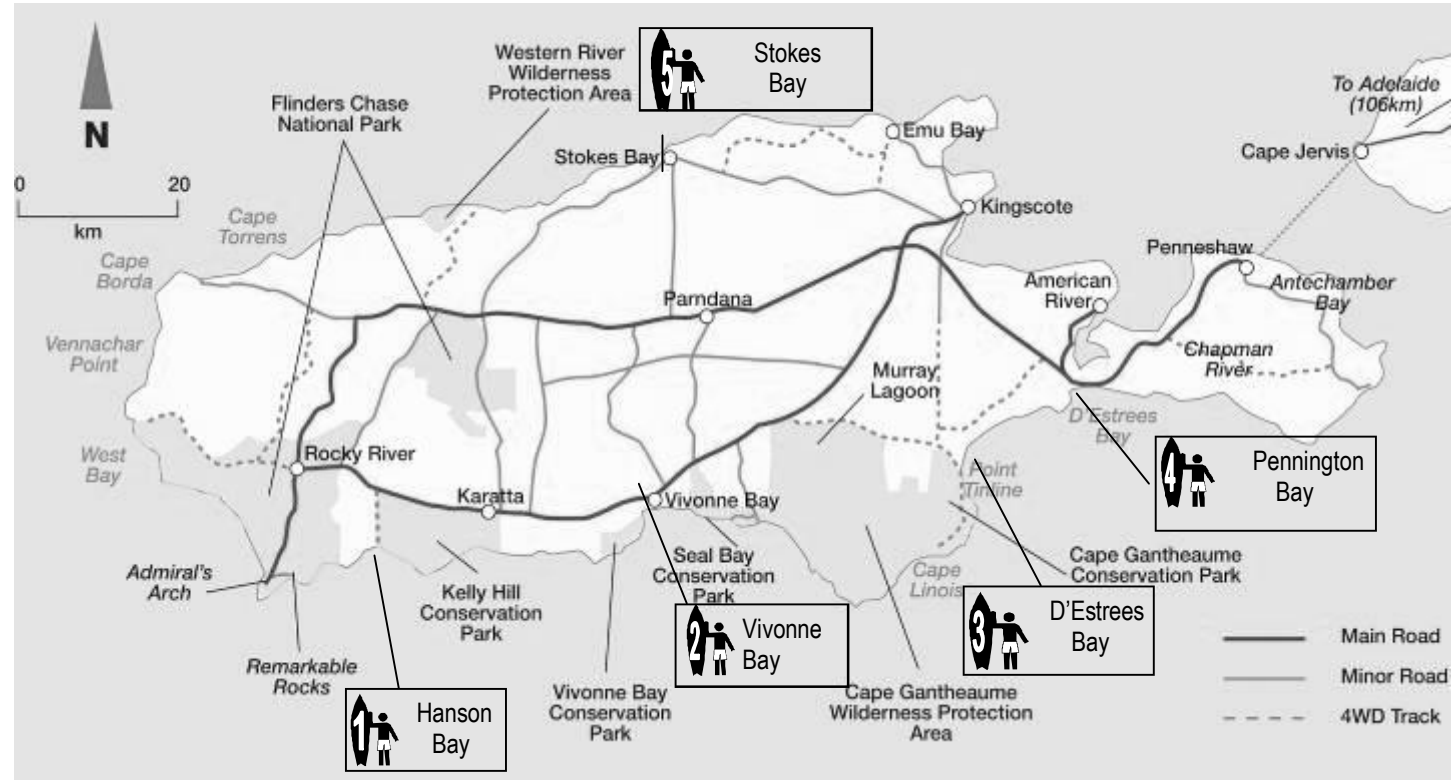 5
Stokes
Bay
Western River
Wilderness
Protection Area
Flinders Chase
National Park
To Adelaide
(106km)
N
Emu Bay
Cape Jervis
Stokes Bay
0 20
km
Kingscote
Cape
Torrens
Penneshaw
Cape
Borda
American
River
Antechamber
Bay
Parndana
Vennachar
Point
Chapman
River
Murray
Lagoon
D'Estrees
Bay
West
Bay
Rocky River
4
Pennington
Bay
Point
Tinline
Karatta
Vivonne Bay
Admiral's
Arch
Seal Bay
Conservation
Park
Cape Gantheaume
Conservation Park
Cape
Linois
Kelly Hill
Conservation
Park
2
Vivonne
Bay
3
D'Estrees
Bay
Main Road
Remarkable
Rocks
Minor Road
1
Hanson
Bay
Vivonne Bay
Conservation
Park
Cape Gantheaume
Wilderness Protection
Area
4WD Track